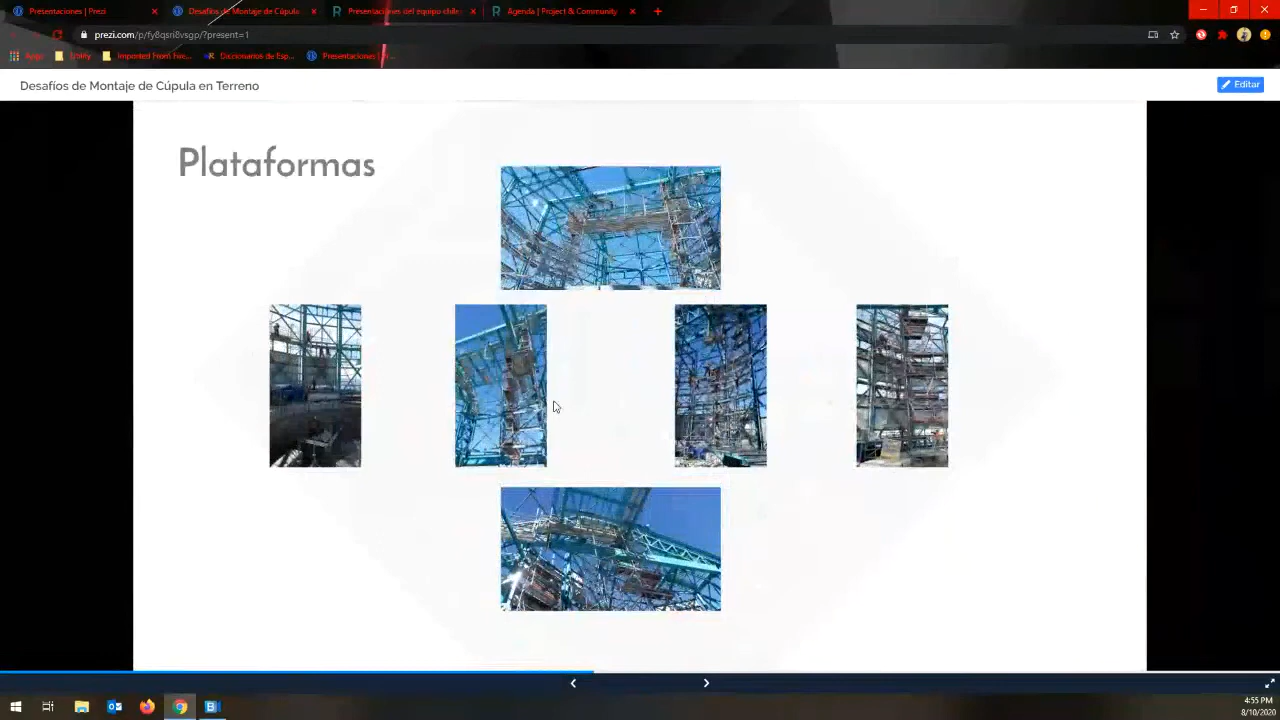 Presentaciones | Prezi
Desafíos de Montaje de Cúpula
Presentaciones del equipo chile
Agenda | Project & Community
prezi.com/p/fy8qsri8vsgp/?present=1
Apps
Utility
Imported From Fire...
Diccionarios de Esp...
Presentaciones |
Desafíos de Montaje de Cúpula en Terreno
Editar
Plataformas
4:55 PM
8/10/2020